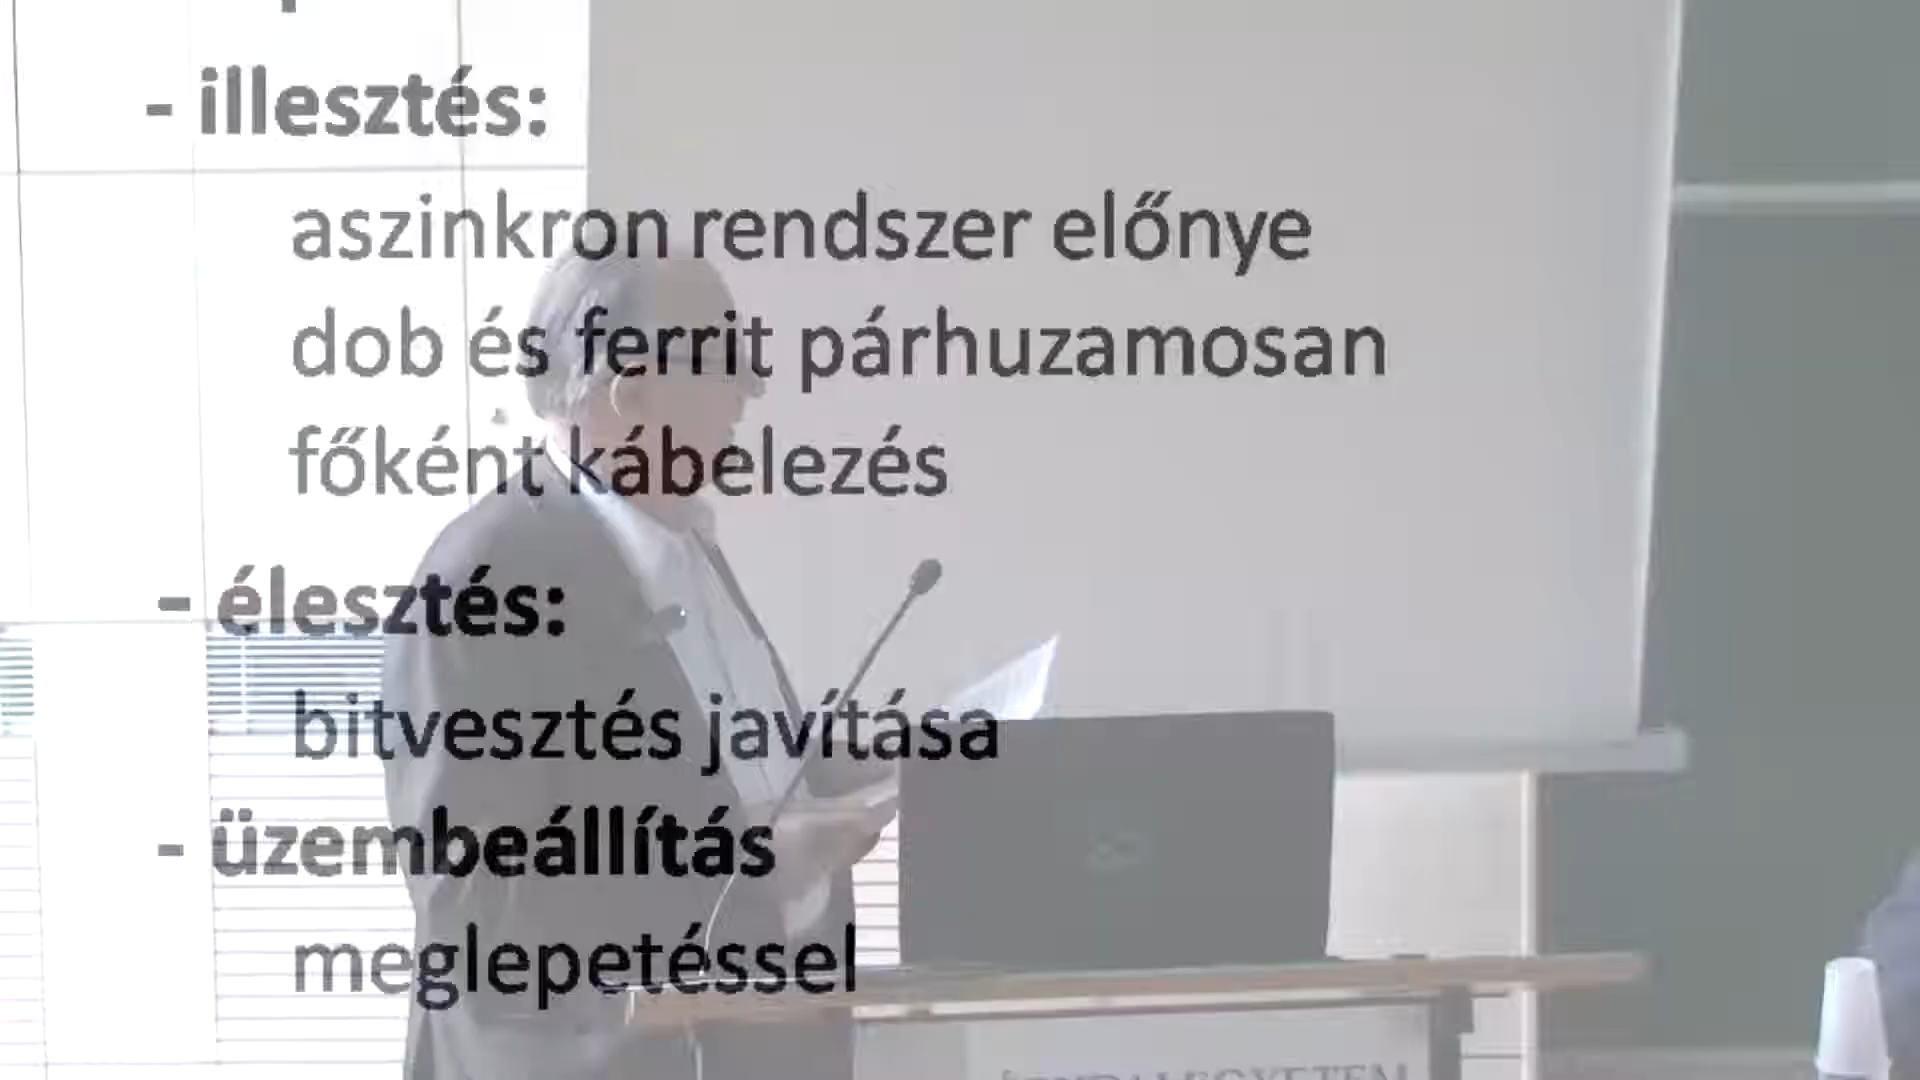 - illesztés:
aszinkron rendszer előnye
dob és ferrit párhuzamosan
főként kábelezés
- élesztés:
bitvesztés javítása
- üzembeállítás
meglepetéssel